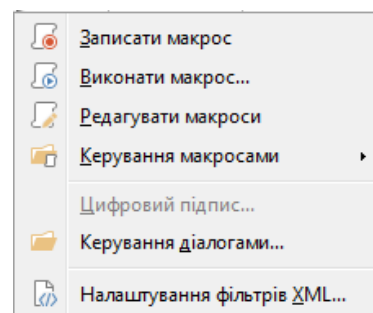 Записати макрос
Виконати макрос...
Редагувати макроси
Керування макросами
Цифровий підпис...
Керування діалогами...
Налаштування фільтрів XML...